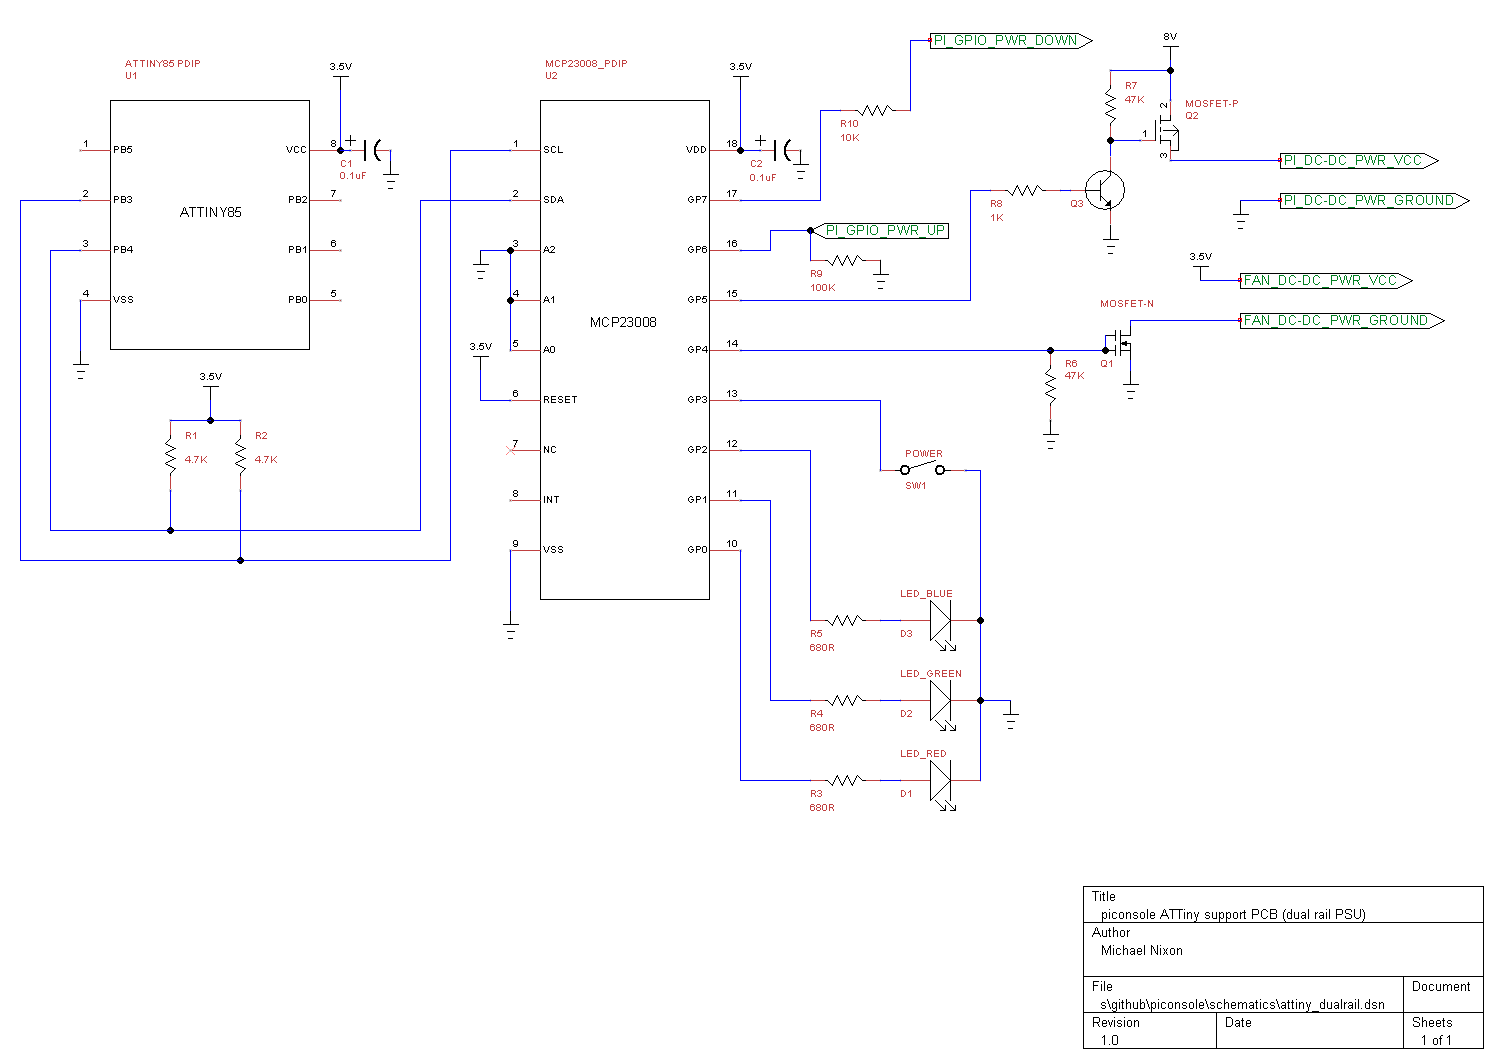 PI_GPIO_PWR_DOWN
8V
ATTINY85 PDIP
U1
3.5V
MCP23008_PDIP
U2
3.5V
R7
47K
MOSFET-P
Q2
2
1
3
R10
10K
1
PB5
VCC
8
C1
0.1uF
1
SCL
VDD
18
C2
0.1uF
PI_DC-DC_PWR_VCC
2
PB3
PB2
7
ATTINY85
2
SDA
GP7
17
R8
1K
Q3
PI_DC-DC_PWR_GROUND
3
PB4
PB1
6
3
A2
GP6
16
PI_GPIO_PWR_UP
R9
100K
3.5V
FAN_DC-DC_PWR_VCC
4
VSS
PB0
5
4
A1
GP5
15
MOSFET-N
FAN_DC-DC_PWR_GROUND
MCP23008
3.5V
5
A0
GP4
14
Q1
R6
47K
3.5V
6
RESET
GP3
13
R1
4.7K
R2
4.7K
7
NC
GP2
12
POWER
SW1
8
INT
GP1
11
9
VSS
GP0
10
LED_BLUE
R5
680R
D3
LED_GREEN
R4
680R
D2
LED_RED
R3
680R
D1
Title
piconsole ATTiny support PCB (dual rail PSU)
Author
Michael Nixon
File
s\github\piconsole\schematics\attiny_dualrail.dsn
Document
Revision
1.0
Date
Sheets
1 of 1